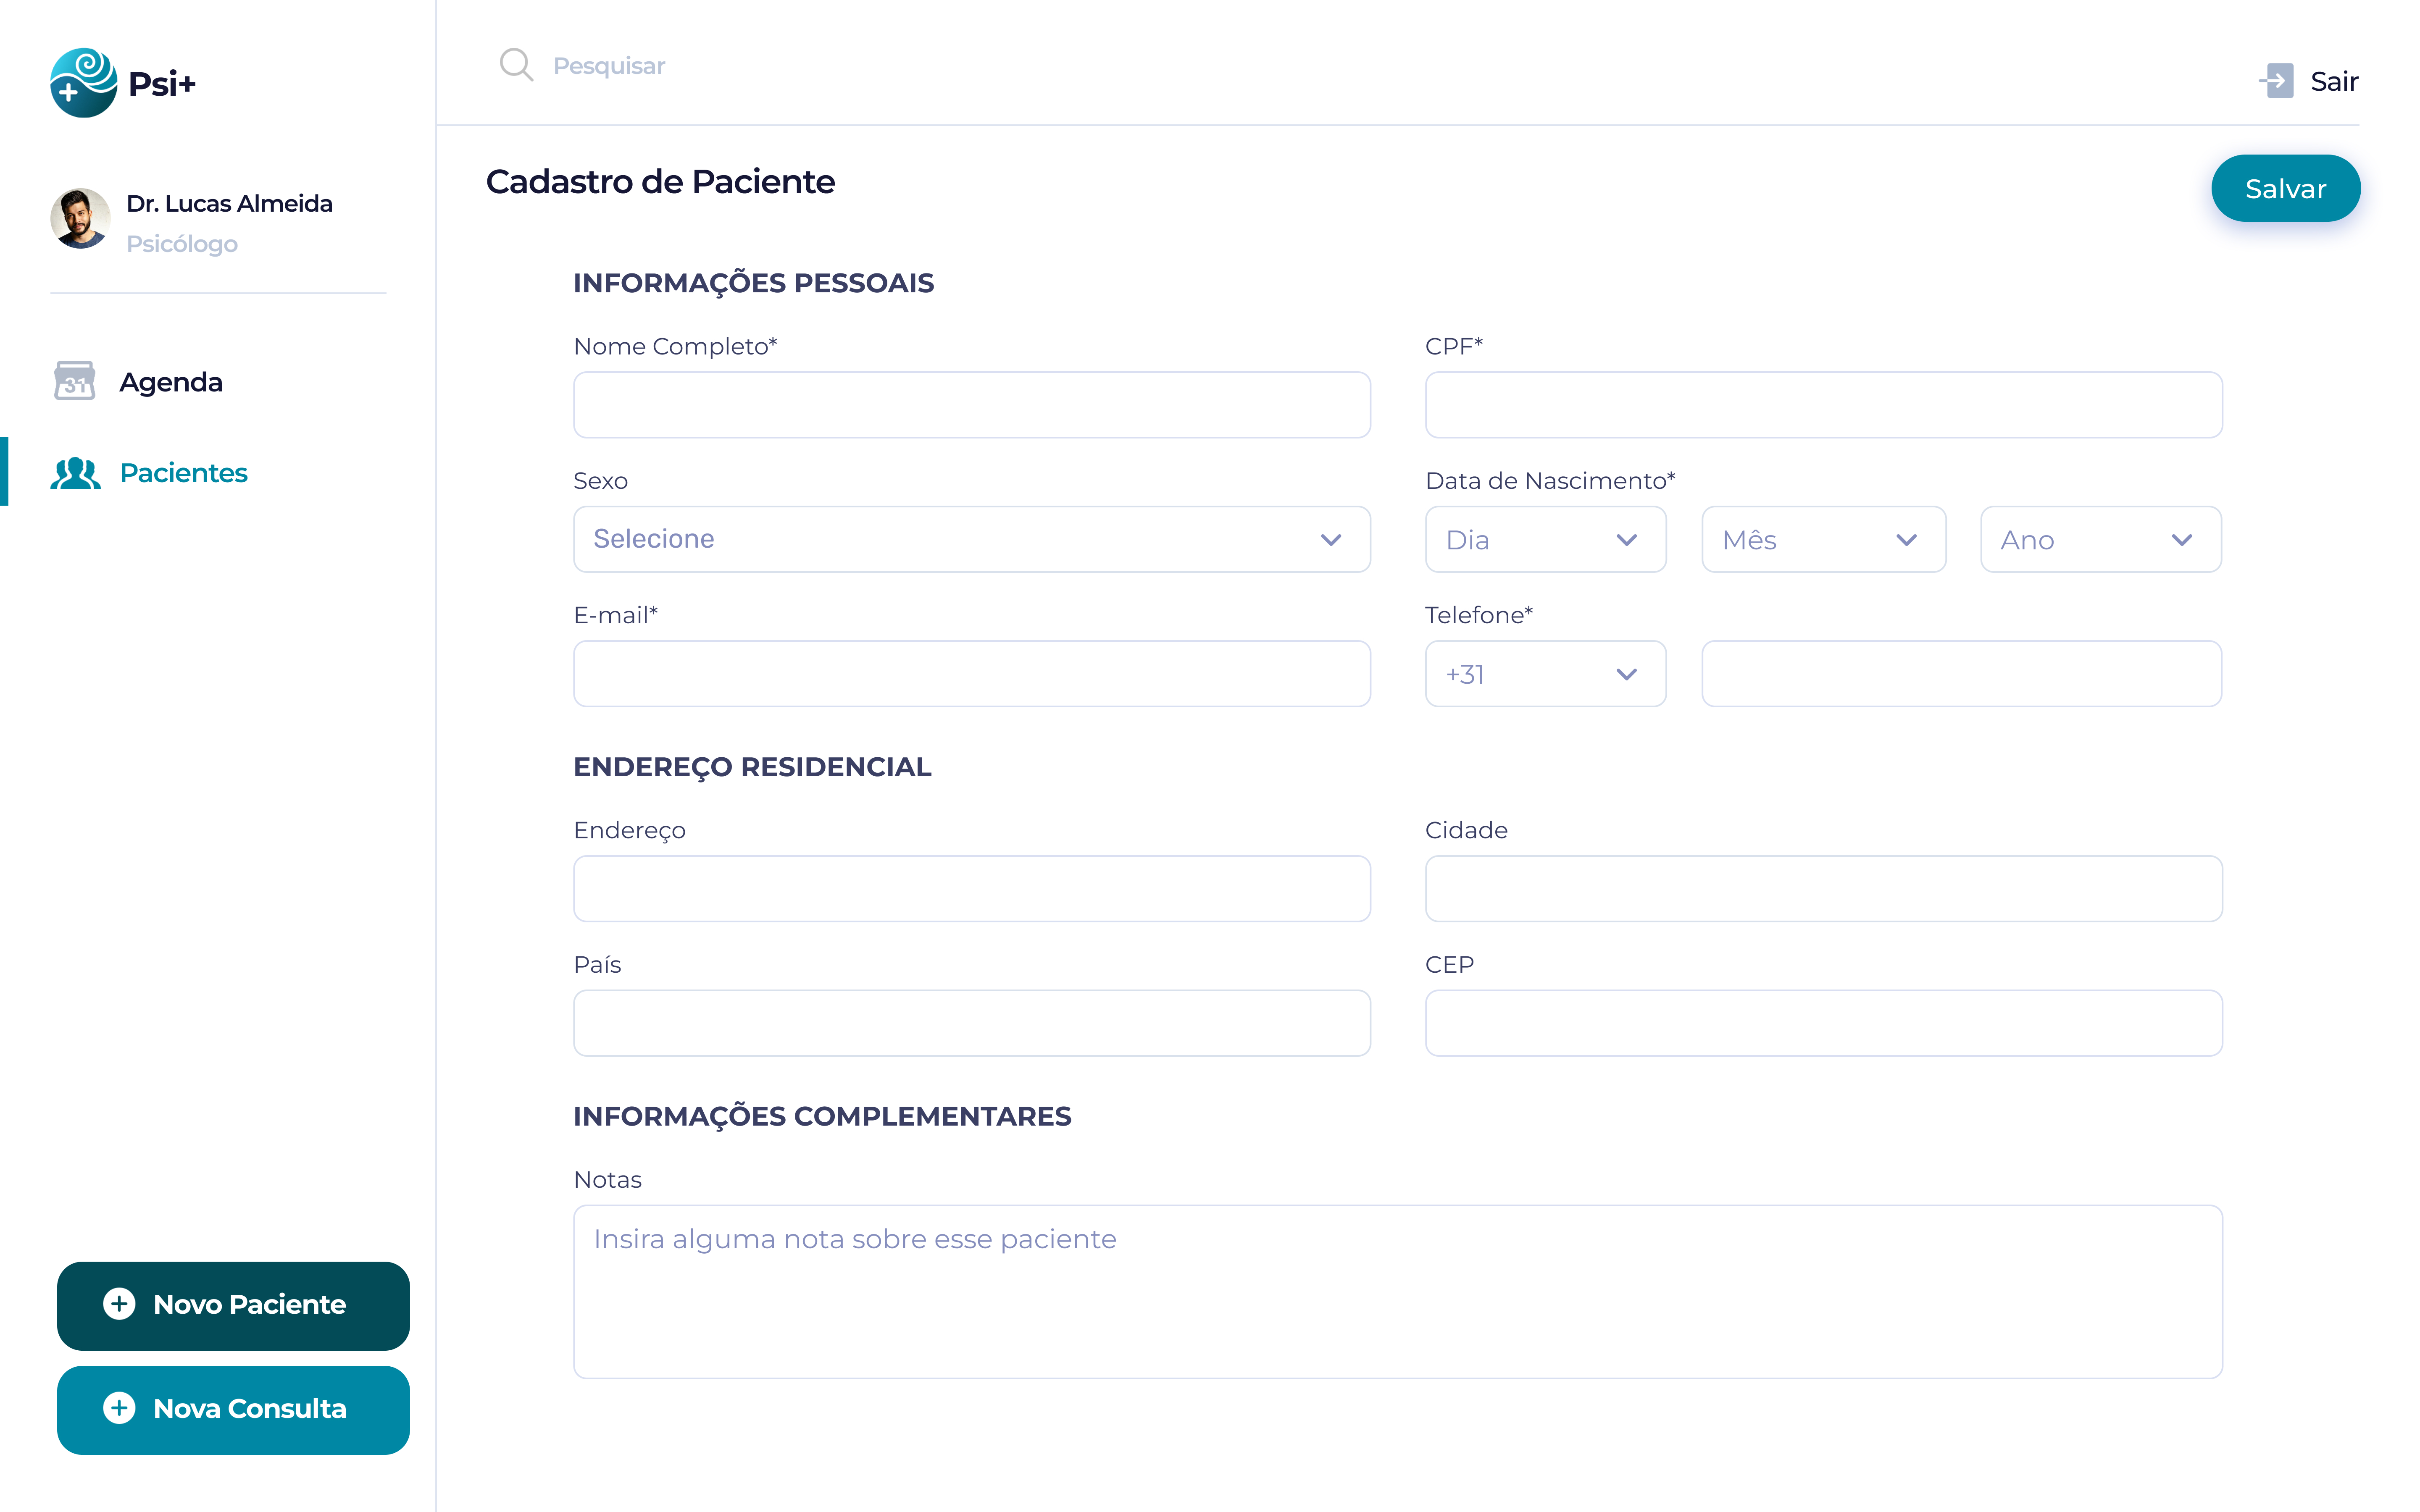 Psi+
Dr. Lucas Almeida
Psicólogo
31
Agenda
Pacientes
Novo Paciente
Nova Consulta
Pesquisar
Sair
Cadastro de Paciente
Salvar
INFORMAÇÕES PESSOAIS
Nome Completo*
CPF*
Sexo
Data de Nascimento*
Selecione
Dia
Mês
Ano
E-mail*
Telefone*
+31
ENDEREÇO RESIDENCIAL
Endereço
Cidade
País
CEP
INFORMAÇÕES COMPLEMENTARES
Notas
Insira alguma nota sobre esse paciente